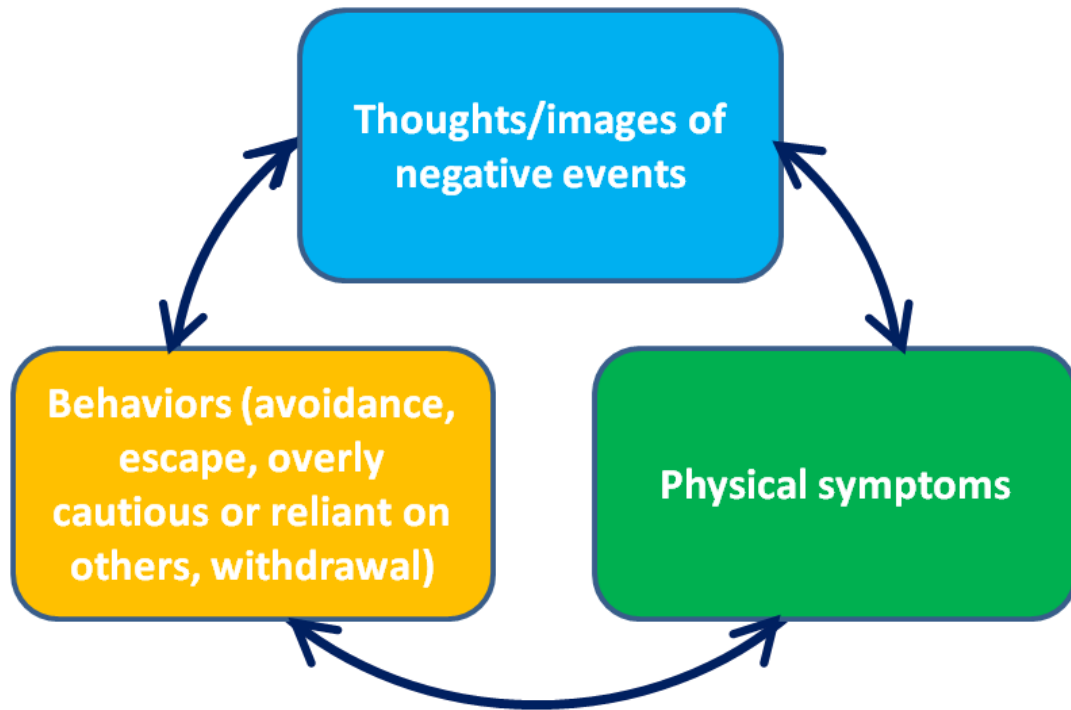 Thoughts/images of
negative events
Behaviors (avoidance,
escape, overly
cautious or reliant on
others, withdrawal)
Physical symptoms